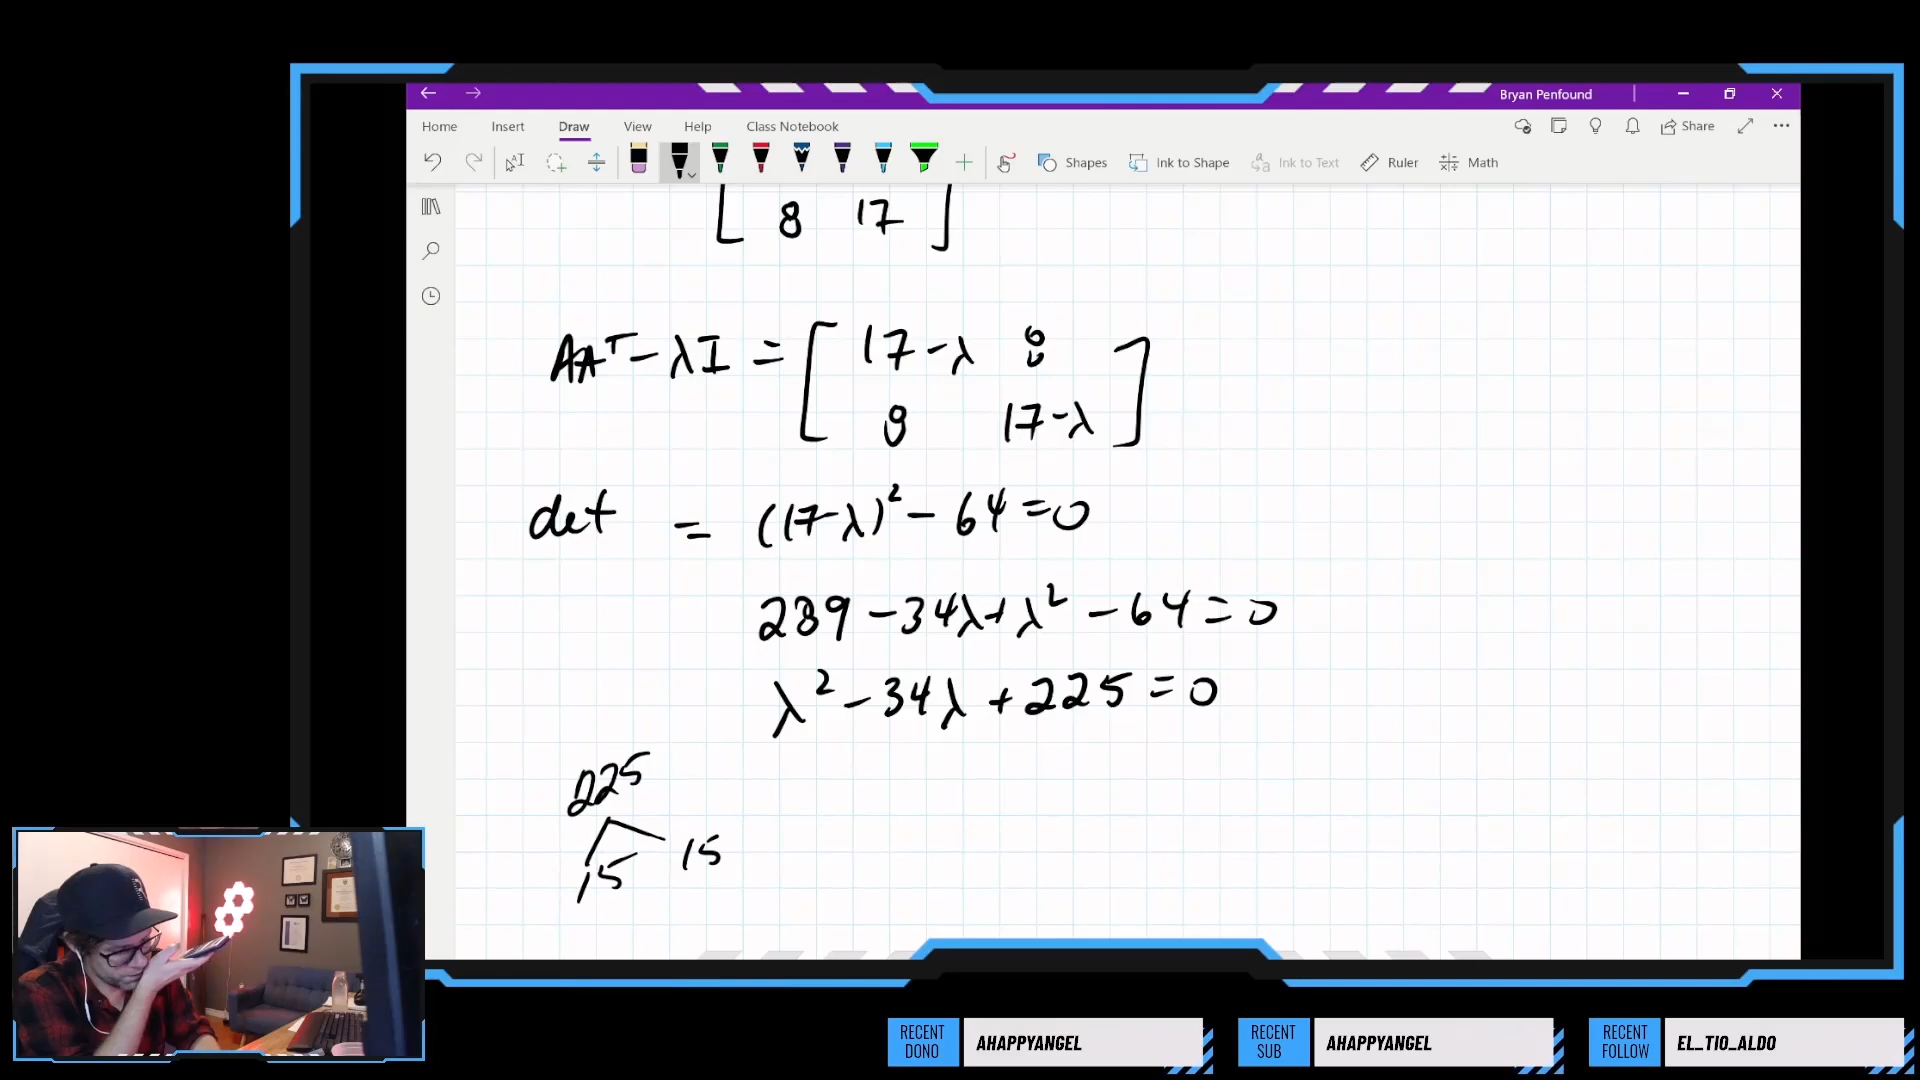 Bryan Penfound
Home Insert Draw View Help Class Notebook
Share
Shapes Ink to Shape Ink to Text Ruler Math
8 17
AAᵀ - λI = [ 17-λ 8
8 17-λ ]
det = (17-λ)² - 64 = 0
289 - 34λ + λ² - 64 = 0
λ² - 34λ + 225 = 0
225
15 15
RECENT DONO AHAPPYANGEL
RECENT SUB AHAPPYANGEL
RECENT FOLLOW EL_TIO_ALDO